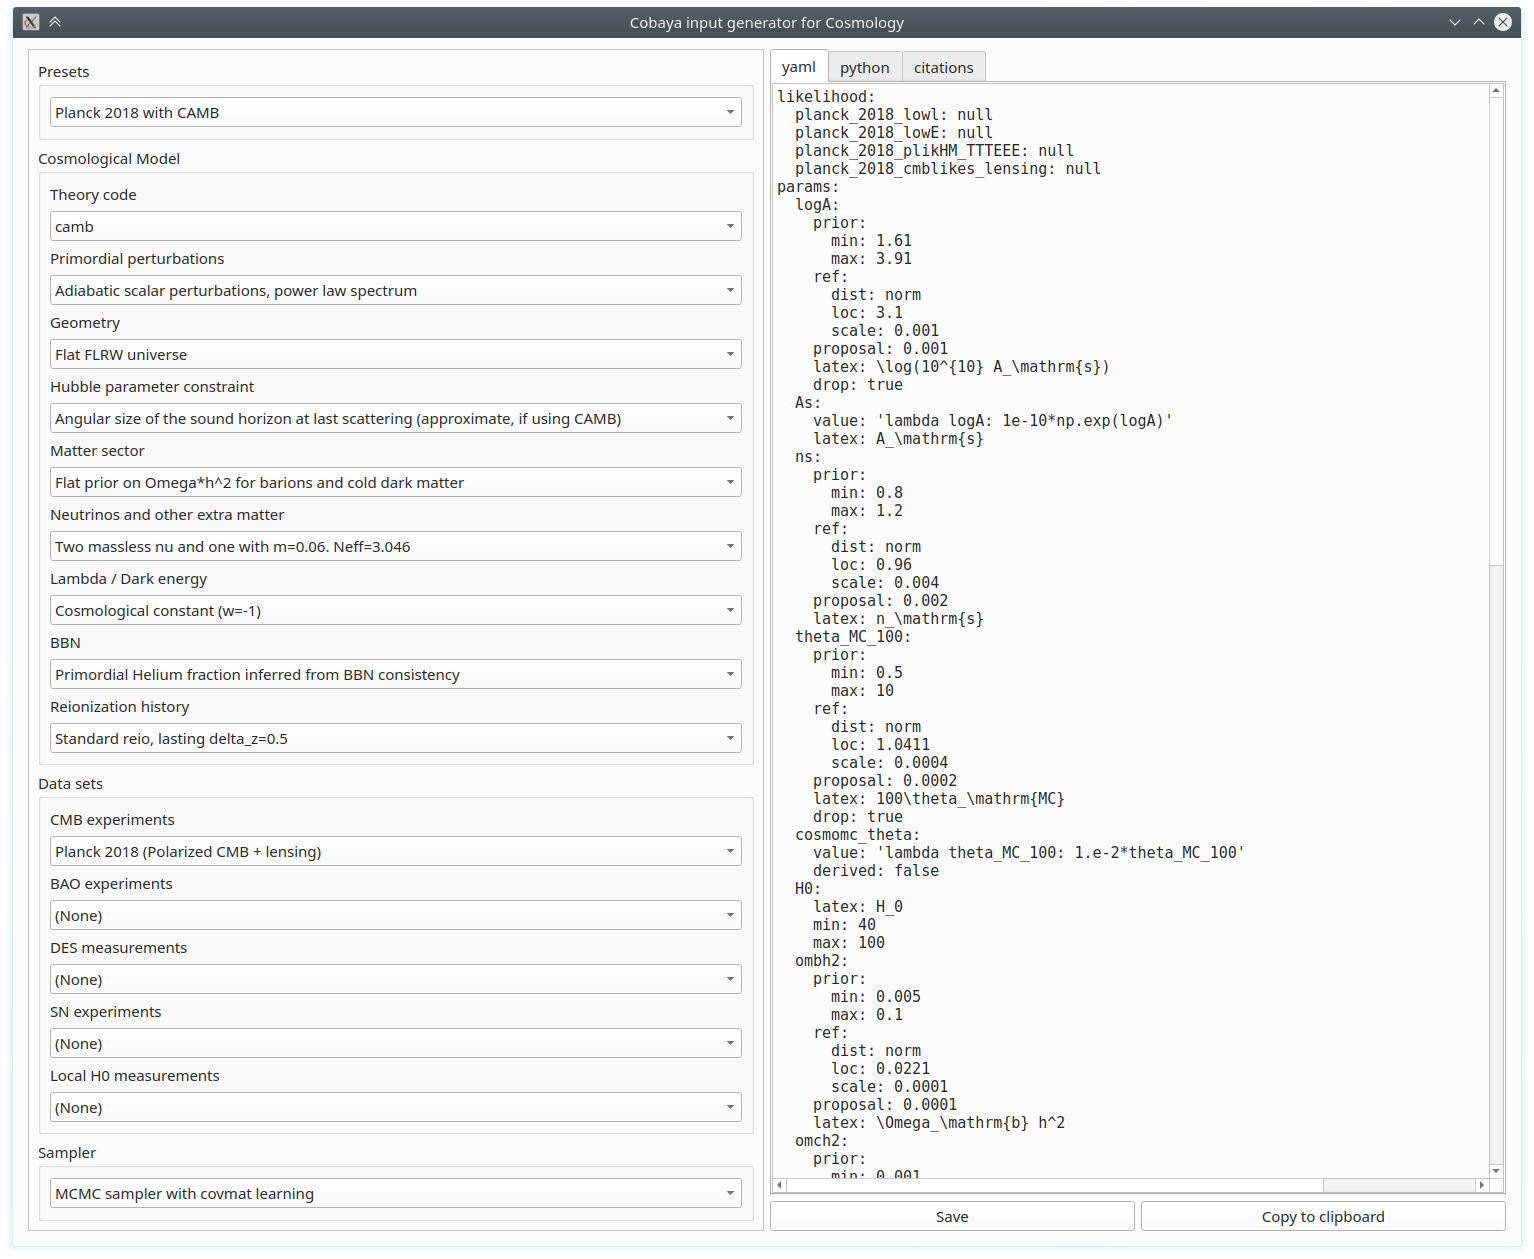 Cobaya input generator for Cosmology
Presets
Planck 2018 with CAMB
Cosmological Model
Theory code
camb
Primordial perturbations
Adiabatic scalar perturbations, power law spectrum
Geometry
Flat FLRW universe
Hubble parameter constraint
Angular size of the sound horizon at last scattering (approximate, if using CAMB)
Matter sector
Flat prior on Omega*h^2 for barions and cold dark matter
Neutrinos and other extra matter
Two massless nu and one with m=0.06. Neff=3.046
Lambda / Dark energy
Cosmological constant (w=-1)
BBN
Primordial Helium fraction inferred from BBN consistency
Reionization history
Standard reio, lasting delta_z=0.5
Data sets
CMB experiments
Planck 2018 (Polarized CMB + lensing)
BAO experiments
(None)
DES measurements
(None)
SN experiments
(None)
Local H0 measurements
(None)
Sampler
MCMC sampler with covmat learning
yaml python citations
likelihood:
  planck_2018_lowl: null
  planck_2018_lowE: null
  planck_2018_plikHM_TTTEEE: null
  planck_2018_cmblikes_lensing: null
params:
  logA:
    prior:
      min: 1.61
      max: 3.91
    ref:
      dist: norm
      loc: 3.1
      scale: 0.001
    proposal: 0.001
    latex: \log(10^{10} A_\mathrm{s})
    drop: true
  As:
    value: 'lambda logA: 1e-10*np.exp(logA)'
    latex: A_\mathrm{s}
  ns:
    prior:
      min: 0.8
      max: 1.2
    ref:
      dist: norm
      loc: 0.96
      scale: 0.004
    proposal: 0.002
    latex: n_\mathrm{s}
  theta_MC_100:
    prior:
      min: 0.5
      max: 10
    ref:
      dist: norm
      loc: 1.0411
      scale: 0.0004
    proposal: 0.0002
    latex: 100\theta_\mathrm{MC}
    drop: true
  cosmomc_theta:
    value: 'lambda theta_MC_100: 1.e-2*theta_MC_100'
    derived: false
  H0:
    latex: H_0
    min: 40
    max: 100
  ombh2:
    prior:
      min: 0.005
      max: 0.1
    ref:
      dist: norm
      loc: 0.0221
      scale: 0.0001
    proposal: 0.0001
    latex: \Omega_\mathrm{b} h^2
  omch2:
    prior:
      min: 0.001
Save
Copy to clipboard